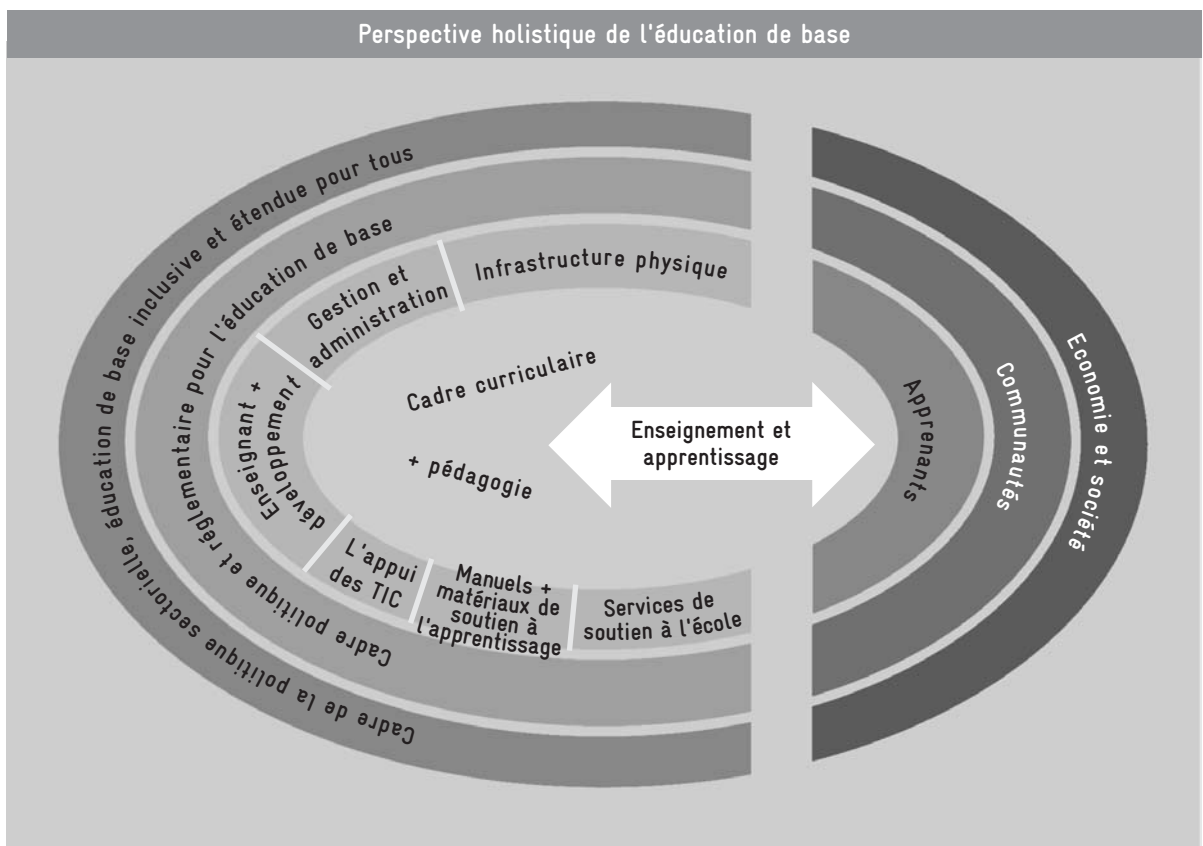 Perspective holistique de l'éducation de base
Cadre de la politique sectorielle, éducation de base inclusive et étendue pour tous
Cadre politique et réglementaire pour l'éducation de base
Infrastructure physique
Gestion et
administration
Enseignant +
développement
L'appui
des TIC
Manuels +
matériaux de
soutien à
l'apprentissage
Services de
soutien à l'école
Cadre curriculaire
+ pédagogie
Enseignement et
apprentissage
Apprenants
Communautés
Economie et société